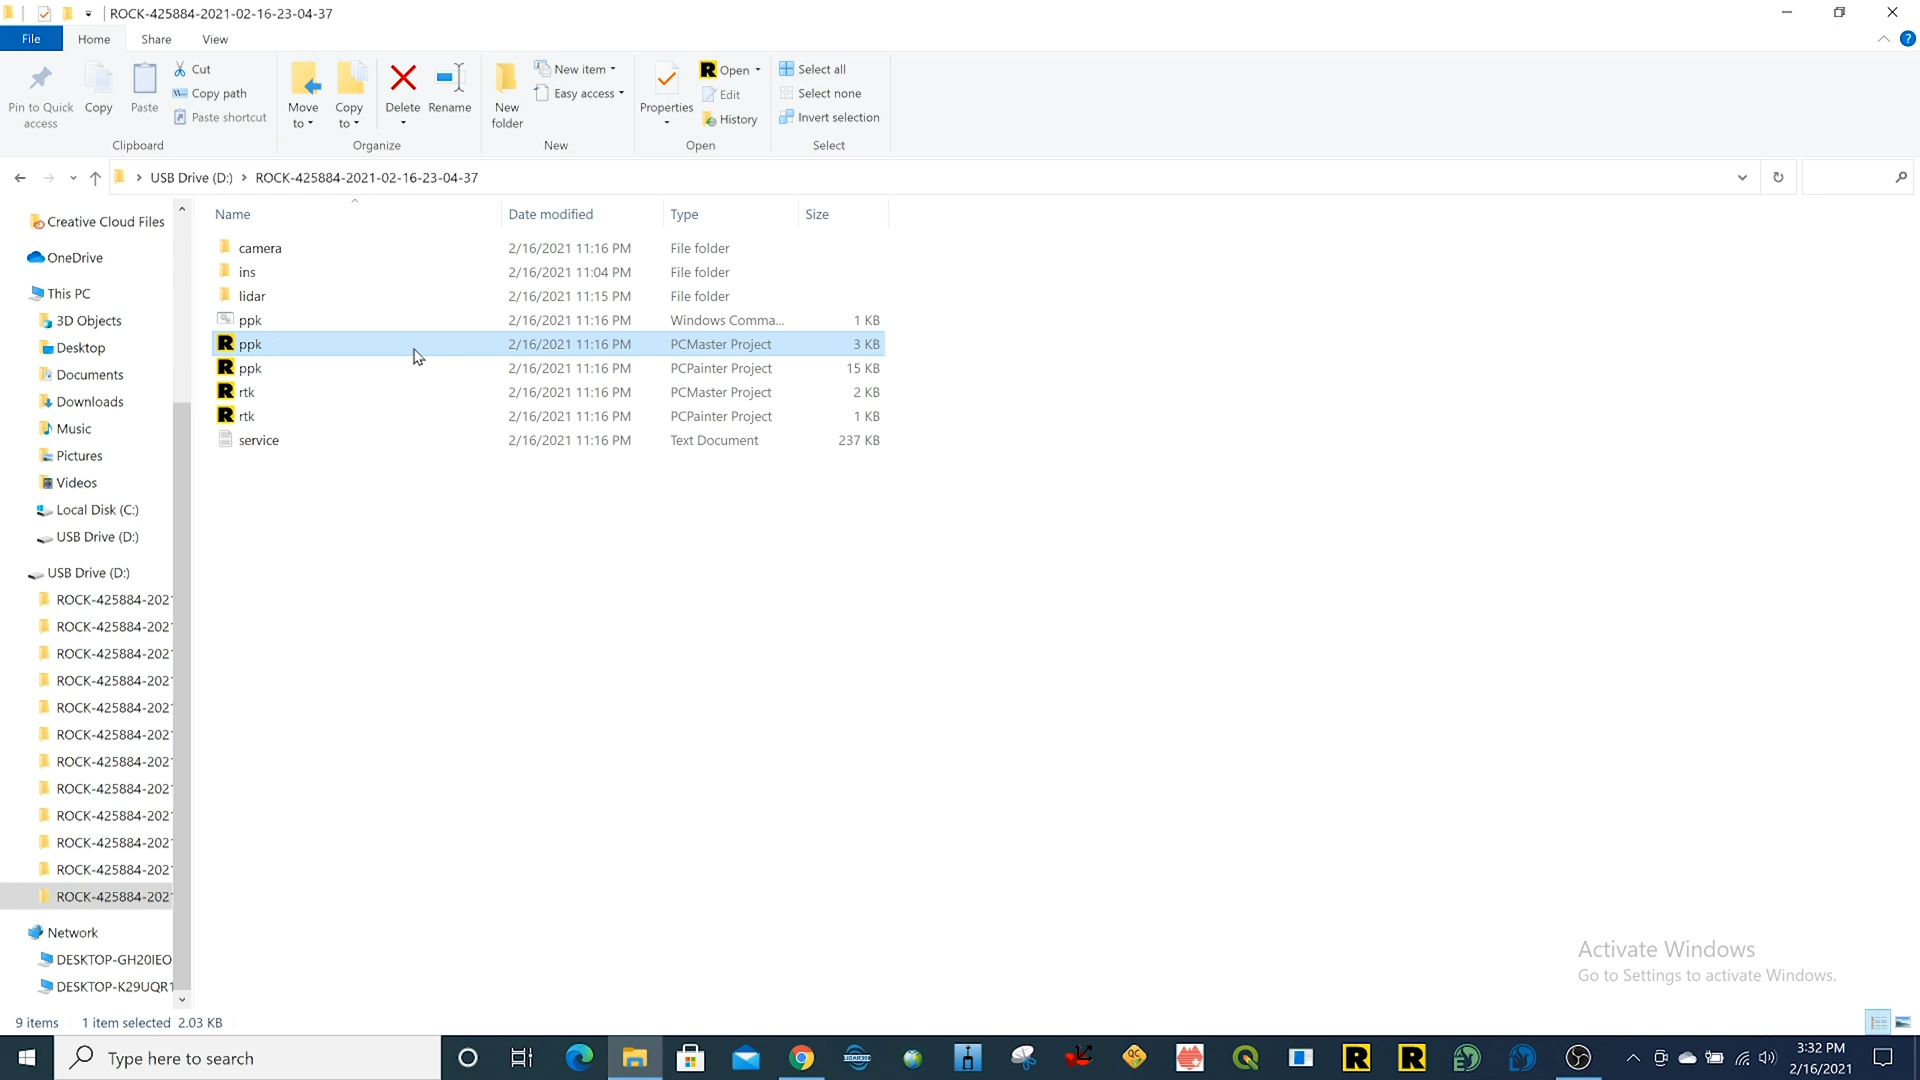 ROCK-425884-2021-02-16-23-04-37
File
Home
Share
View
Pin to Quick access
Copy
Paste
Cut
Copy path
Paste shortcut
Clipboard
Move to
Copy to
Delete
Rename
Organize
New folder
New item
Easy access
New
Properties
Open
Edit
History
Open
Select all
Select none
Invert selection
Select
USB Drive (D:) > ROCK-425884-2021-02-16-23-04-37
Name Date modified Type Size
camera 2/16/2021 11:16 PM File folder
ins 2/16/2021 11:04 PM File folder
lidar 2/16/2021 11:15 PM File folder
ppk 2/16/2021 11:16 PM Windows Comma... 1 KB
ppk 2/16/2021 11:16 PM PCMaster Project 3 KB
ppk 2/16/2021 11:16 PM PCPainter Project 15 KB
rtk 2/16/2021 11:16 PM PCMaster Project 2 KB
rtk 2/16/2021 11:16 PM PCPainter Project 1 KB
service 2/16/2021 11:16 PM Text Document 237 KB
Creative Cloud Files
OneDrive
This PC
3D Objects
Desktop
Documents
Downloads
Music
Pictures
Videos
Local Disk (C:)
USB Drive (D:)
USB Drive (D:)
ROCK-425884-202
ROCK-425884-202
ROCK-425884-202
ROCK-425884-202
ROCK-425884-202
ROCK-425884-202
ROCK-425884-202
ROCK-425884-202
ROCK-425884-202
ROCK-425884-202
ROCK-425884-202
ROCK-425884-202
Network
DESKTOP-GH20IEO
DESKTOP-K29UQR1
Activate Windows
Go to Settings to activate Windows.
9 items 1 item selected 2.03 KB
Type here to search
3:32 PM
2/16/2021